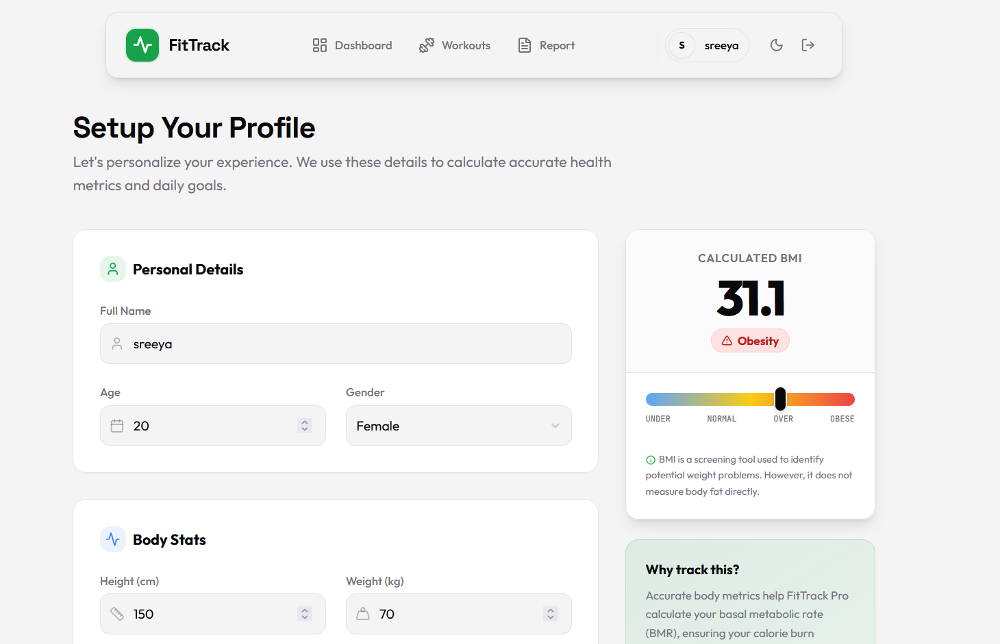 FitTrack
Dashboard
Workouts
Report
S
sreeya
Setup Your Profile
Let's personalize your experience. We use these details to calculate accurate health
metrics and daily goals.
Personal Details
Full Name
sreeya
Age
Gender
20
Female
Body Stats
Height (cm)
Weight (kg)
150
70
CALCULATED BMI
31.1
Obesity
UNDER
NORMAL
OVER
OBESE
BMI is a screening tool used to identify
potential weight problems. However, it does not
measure body fat directly.
Why track this?
Accurate body metrics help FitTrack Pro
calculate your basal metabolic rate
(BMR), ensuring your calorie burn